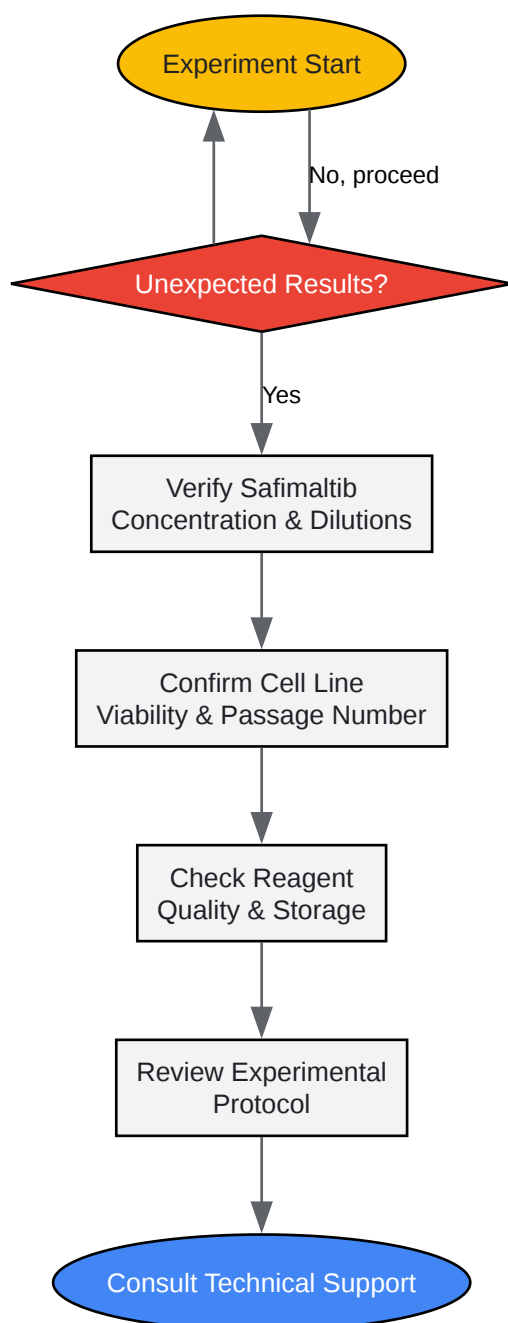 Experiment Start
No, proceed
Unexpected Results?
Yes
Verify Safimaltib
Concentration & Dilutions
Confirm Cell Line
Viability & Passage Number
Check Reagent
Quality & Storage
Review Experimental
Protocol
Consult Technical Support